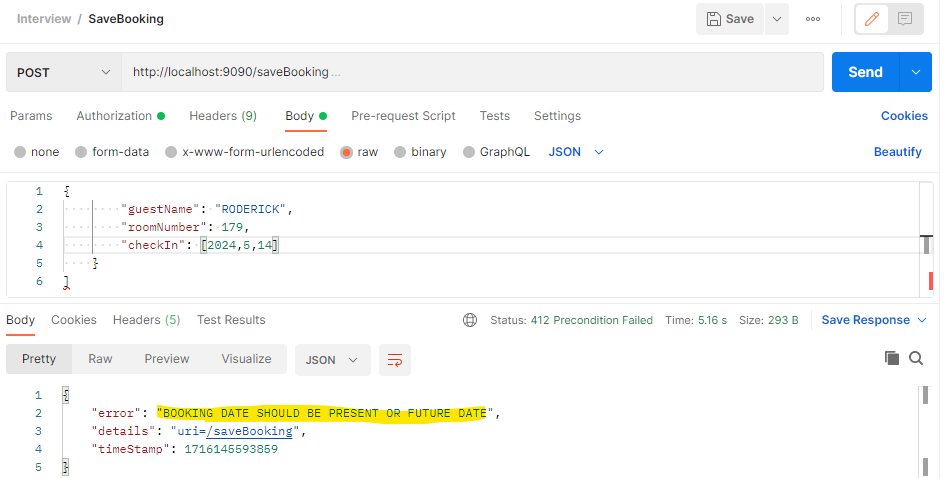 Interview / SaveBooking
Save
POST http://localhost:9090/saveBooking...
Send
Params Authorization Headers (9) Body Pre-request Script Tests Settings Cookies
none form-data x-www-form-urlencoded raw binary GraphQL JSON Beautify
1 {
2 "guestName": "RODERICK",
3 "roomNumber": 179,
4 "checkIn": [2024,5,14]
5 }
6 ]
Body Cookies Headers (5) Test Results Status: 412 Precondition Failed Time: 5.16 s Size: 293 B Save Response
Pretty Raw Preview Visualize JSON
1 {
2 "error": "BOOKING DATE SHOULD BE PRESENT OR FUTURE DATE",
3 "details": "uri=/saveBooking",
4 "timeStamp": 1716145593859
5 }